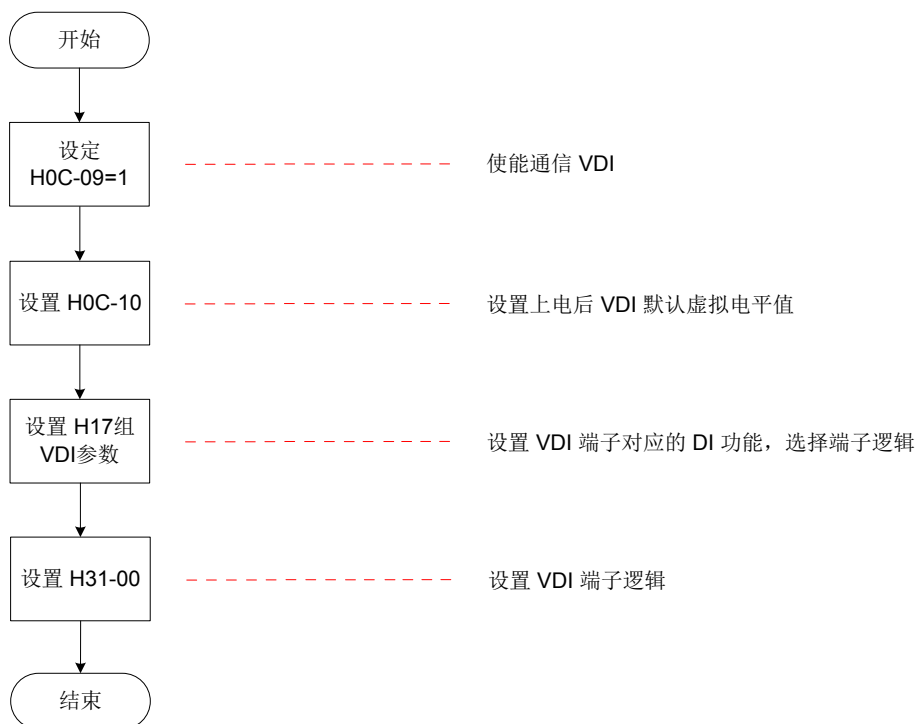 开始
设定
H0C-09=1
使能通信 VDI
设置 H0C-10
设置上电后 VDI 默认虚拟电平值
设置 H17组
VDI参数
设置 VDI 端子对应的 DI 功能，选择端子逻辑
设置 H31-00
设置 VDI 端子逻辑
结束